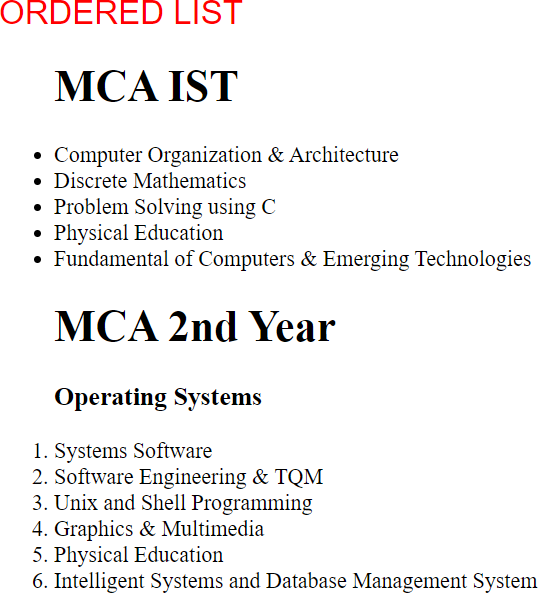 ORDERED LIST
MCA IST
• Computer Organization & Architecture
• Discrete Mathematics
• Problem Solving using C
• Physical Education
• Fundamental of Computers & Emerging Technologies
MCA 2nd Year
Operating Systems
1. Systems Software
2. Software Engineering & TQM
3. Unix and Shell Programming
4. Graphics & Multimedia
5. Physical Education
6. Intelligent Systems and Database Management System